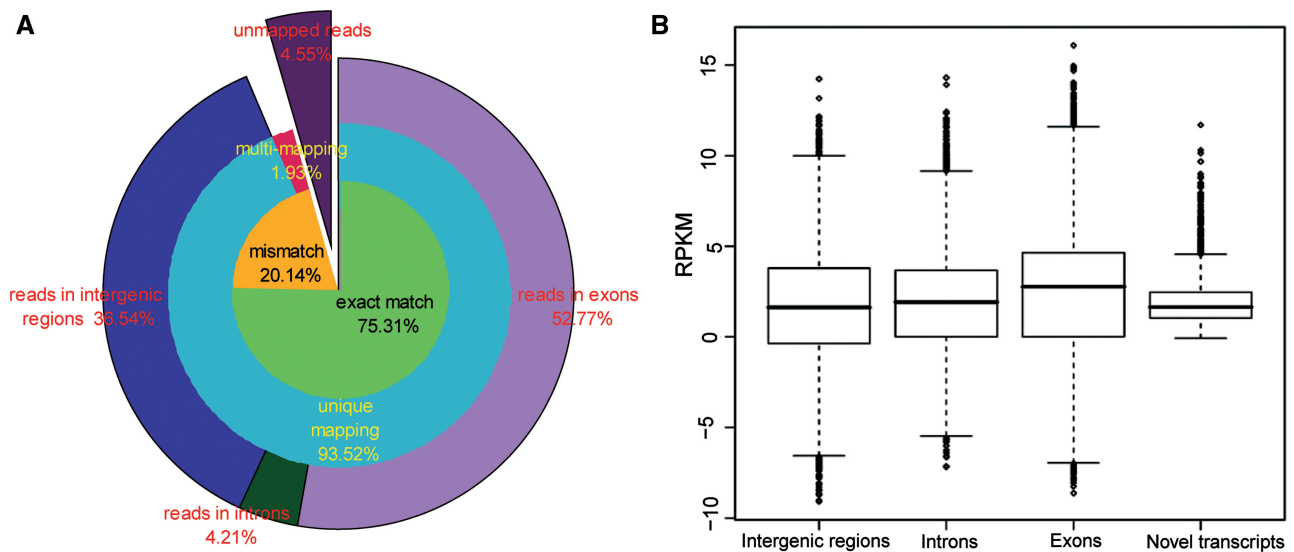 A
unmapped reads
4.55%
multi-mapping
1.93%
mismatch
20.14%
exact match
75.31%
reads in intergenic
regions 36.54%
reads in exons
52.77%
unique
mapping
93.52%
reads in introns
4.21%
B
RPKM
15
10
5
0
−5
−10
Intergenic regions
Introns
Exons
Novel transcripts